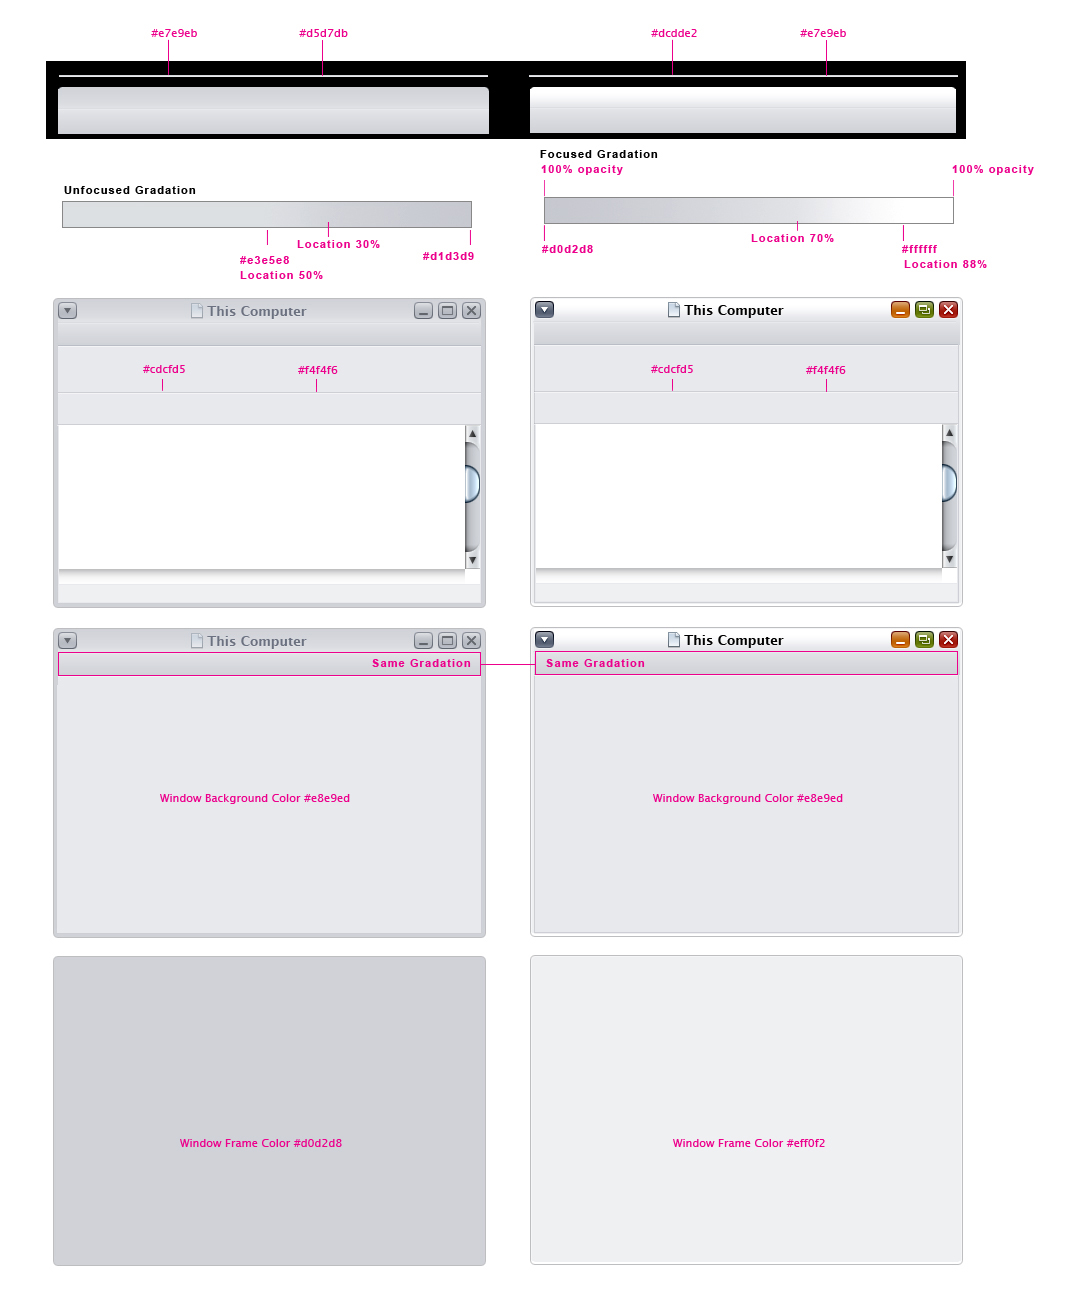 #e7e9eb
#d5d7db
#dcdde2
#e7e9eb
Focused Gradation
100% opacity
100% opacity
Unfocused Gradation
Location 30%
#e3e5e8
Location 50%
#d1d3d9
Location 70%
#d0d2d8
#ffffff
Location 88%
This Computer
This Computer
#cdcfd5
#f4f4f6
#cdcfd5
#f4f4f6
This Computer
This Computer
Same Gradation
Same Gradation
Window Background Color #e8e9ed
Window Background Color #e8e9ed
Window Frame Color #d0d2d8
Window Frame Color #eff0f2